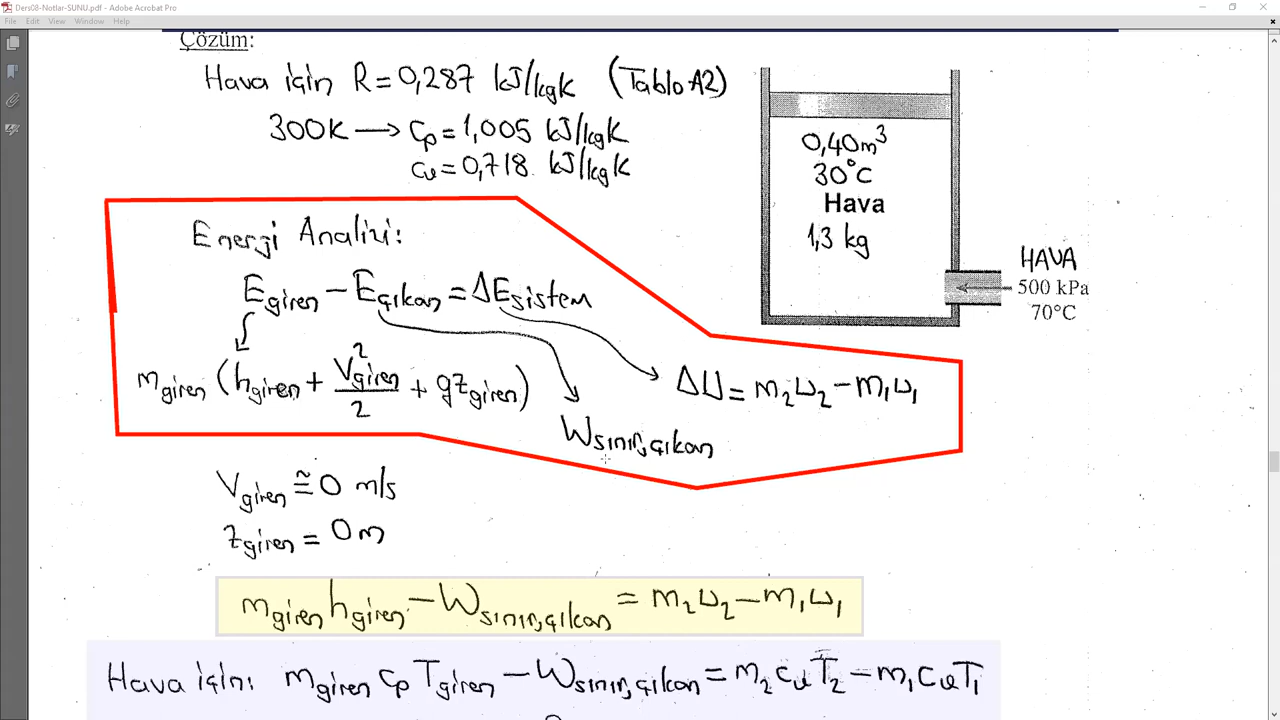 Ders08-Notlar-SUNU.pdf - Adobe Acrobat Pro
File Edit View Window Help
Çözüm:
Hava için R = 0,287 kJ/kgK (Tablo A2)
300K → Cp = 1,005 kJ/kgK
Cv = 0,718 kJ/kgK
0,40m³
30°C
Hava
1,3 kg
HAVA
500 kPa
70°C
Energi Analizi:
Egiren − Eçıkan = ΔEsistem
mgiren (hgiren + V²giren/2 + gzgiren)
ΔU = m₂u₂ − m₁u₁
Wsınır,çıkan
Vgiren ≅ 0 m/s
zgiren = 0 m
mgiren hgiren − Wsınır,çıkan = m₂u₂ − m₁u₁
Hava için: mgiren Cp Tgiren − Wsınır,çıkan = m₂CvT₂ − m₁CvT₁